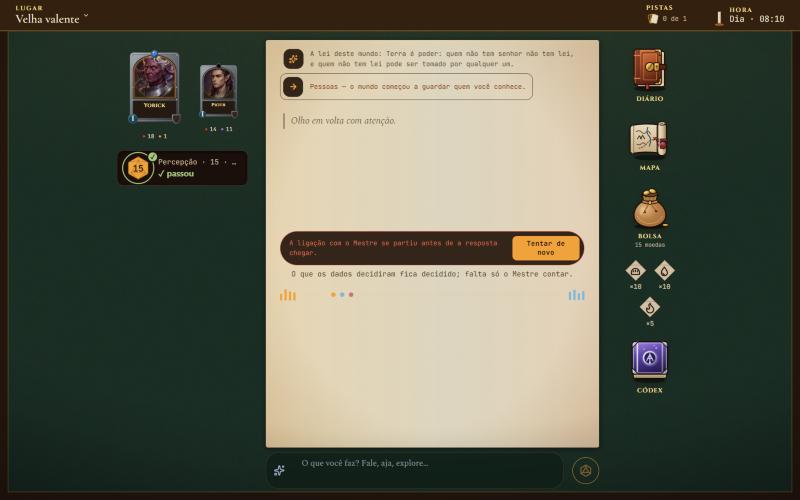 LUGAR
Velha valente
PISTAS
0 de 1
HORA
Dia · 08:10
YORICK
18 1
14 11
15
Percepção · 15 · …
✓ passou
A lei deste mundo: Terra é poder: quem não tem senhor não tem lei,
e quem não tem lei pode ser tomado por qualquer um.
Pessoas — o mundo começou a guardar quem você conhece.
Olho em volta com atenção.
A ligação com o Mestre se partiu antes de a resposta
chegar.
Tentar de
novo
O que os dados decidiram fica decidido; falta só o Mestre contar.
O que você faz? Fale, aja, explore…
DIÁRIO
MAPA
BOLSA
15 moedas
×10
×10
×5
CÓDEX